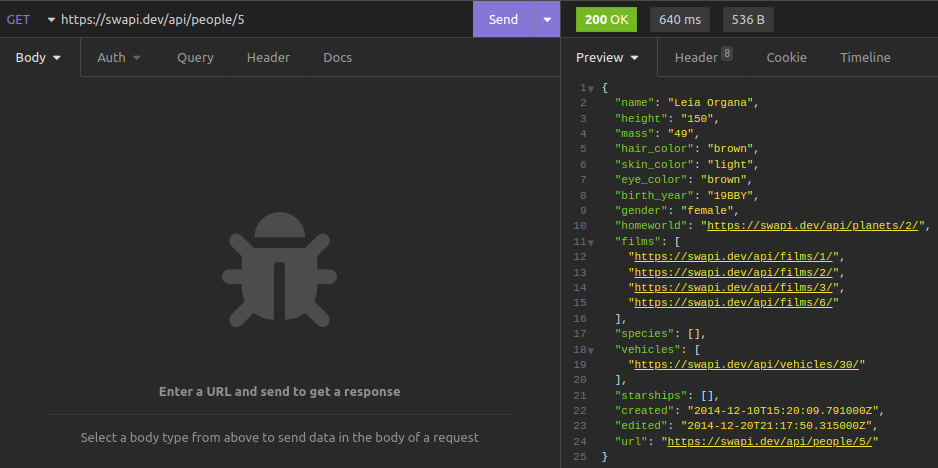 GET https://swapi.dev/api/people/5 Send 200 OK 640 ms 536 B
Body Auth Query Header Docs Preview Header 8 Cookie Timeline
1 {
2 "name": "Leia Organa",
3 "height": "150",
4 "mass": "49",
5 "hair_color": "brown",
6 "skin_color": "light",
7 "eye_color": "brown",
8 "birth_year": "19BBY",
9 "gender": "female",
10 "homeworld": "https://swapi.dev/api/planets/2/",
11 "films": [
12 "https://swapi.dev/api/films/1/",
13 "https://swapi.dev/api/films/2/",
14 "https://swapi.dev/api/films/3/",
15 "https://swapi.dev/api/films/6/"
16 ],
17 "species": [],
18 "vehicles": [
19 "https://swapi.dev/api/vehicles/30/"
20 ],
21 "starships": [],
22 "created": "2014-12-10T15:20:09.791000Z",
23 "edited": "2014-12-20T21:17:50.315000Z",
24 "url": "https://swapi.dev/api/people/5/"
25 }
Enter a URL and send to get a response
Select a body type from above to send data in the body of a request